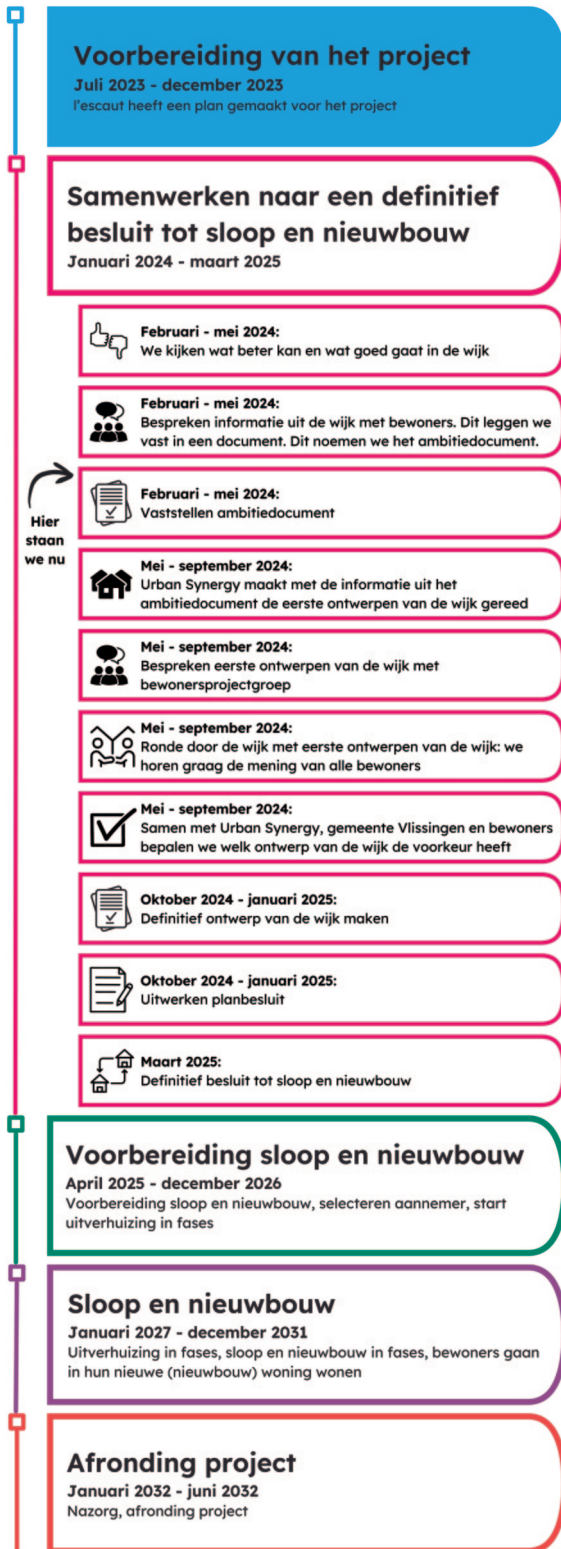 Voorbereiding van het project
Juli 2023 - december 2023
l'escaut heeft een plan gemaakt voor het project
Samenwerken naar een definitief
besluit tot sloop en nieuwbouw
Januari 2024 - maart 2025
Februari - mei 2024:
We kijken wat beter kan en wat goed gaat in de wijk
Februari - mei 2024:
Bespreken informatie uit de wijk met bewoners. Dit leggen we
vast in een document. Dit noemen we het ambitiedocument.
Hier
staan
we nu
Februari - mei 2024:
Vaststellen ambitiedocument
Mei - september 2024:
Urban Synergy maakt met de informatie uit het
ambitiedocument de eerste ontwerpen van de wijk gereed
Mei - september 2024:
Bespreken eerste ontwerpen van de wijk met
bewonersprojectgroep
Mei - september 2024:
Ronde door de wijk met eerste ontwerpen van de wijk: we
horen graag de mening van alle bewoners
Mei - september 2024:
Samen met Urban Synergy, gemeente Vlissingen en bewoners
bepalen we welk ontwerp van de wijk de voorkeur heeft
Oktober 2024 - januari 2025:
Definitief ontwerp van de wijk maken
Oktober 2024 - januari 2025:
Uitwerken planbesluit
Maart 2025:
Definitief besluit tot sloop en nieuwbouw
Voorbereiding sloop en nieuwbouw
April 2025 - december 2026
Voorbereiding sloop en nieuwbouw, selecteren aannemer, start
uitverhuizing in fases
Sloop en nieuwbouw
Januari 2027 - december 2031
Uitverhuizing in fases, sloop en nieuwbouw in fases, bewoners gaan
in hun nieuwe (nieuwbouw) woning wonen
Afronding project
Januari 2032 - juni 2032
Nazorg, afronding project